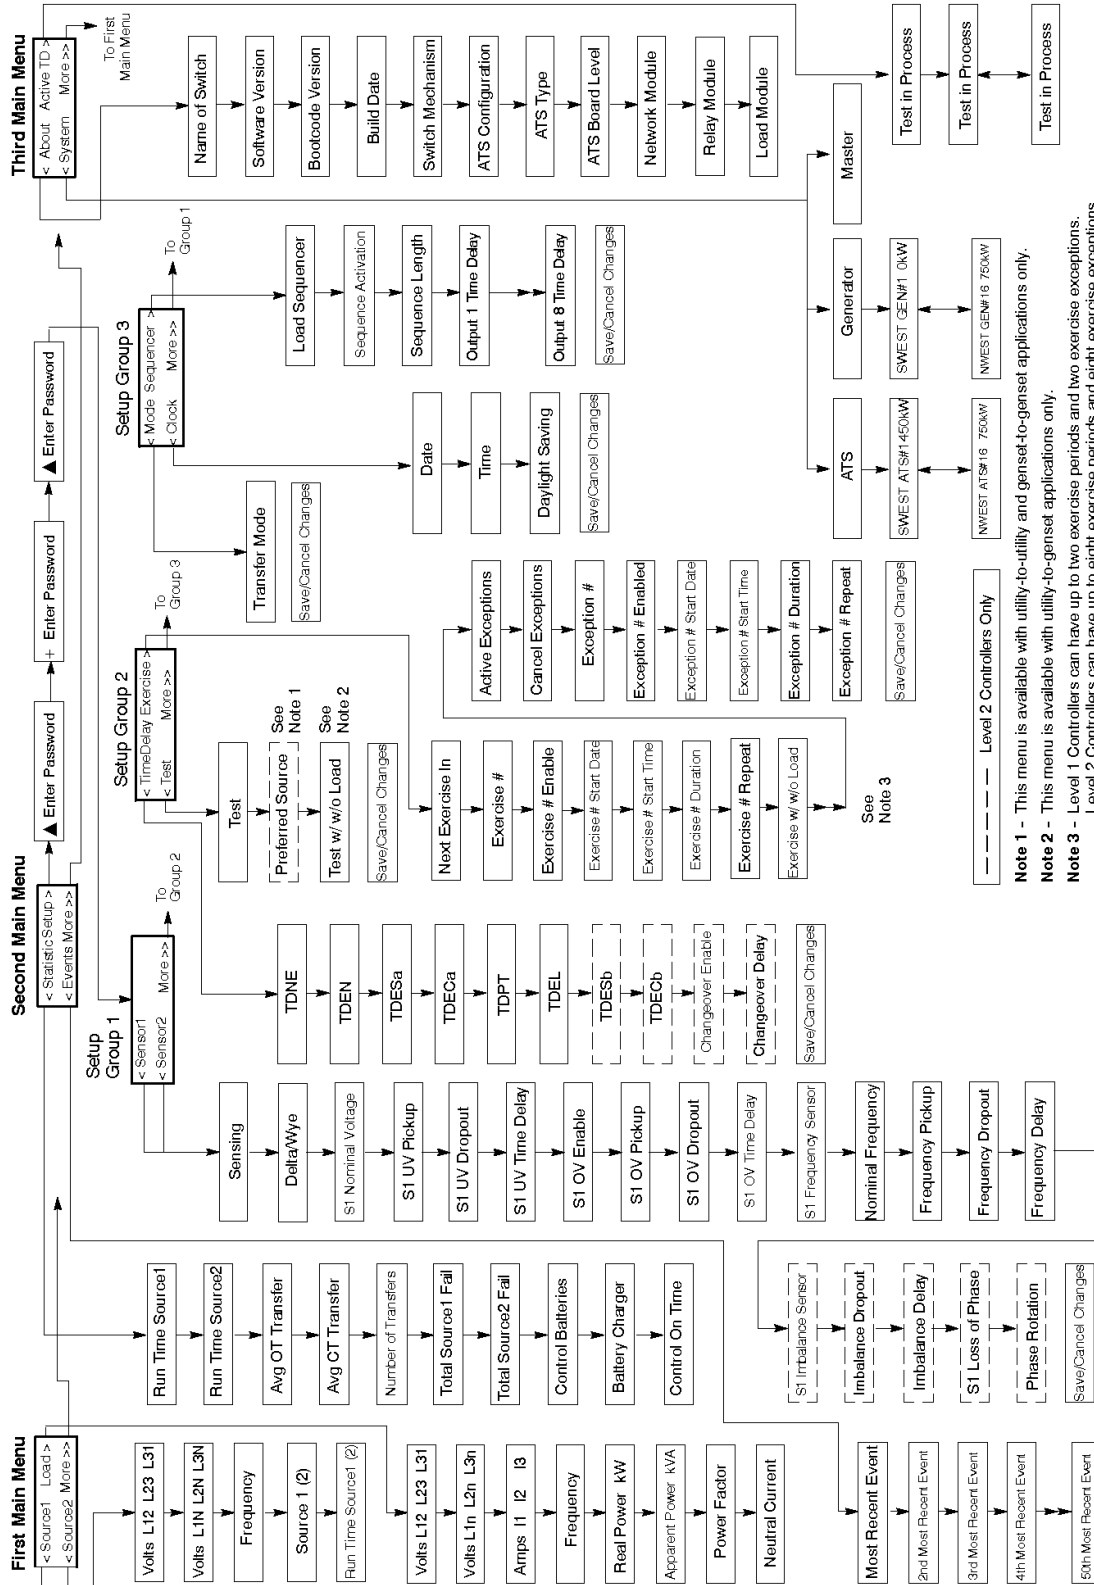 First Main Menu
< Source1 Load >
< Source2 More >>
Volts L12 L23 L31
Volts L1N L2N L3N
Frequency
Source 1 (2)
Run Time Source1 (2)
Volts L12 L23 L31
Volts L1n L2n L3n
Amps I1 I2 I3
Frequency
Real Power kW
Apparent Power kVA
Power Factor
Neutral Current
Second Main Menu
< Statistic Setup >
< Events More >>
Run Time Source1
Run Time Source2
Avg OT Transfer
Avg CT Transfer
Number of Transfers
Total Source1 Fail
Total Source2 Fail
Control Batteries
Battery Charger
Control On Time
Most Recent Event
2nd Most Recent Event
3rd Most Recent Event
4th Most Recent Event
50th Most Recent Event
▲ Enter Password
+ Enter Password
▲ Enter Password
Setup
Group 1
< Sensor1
< Sensor2 More >>
To
Group 2
Sensing
Delta/Wye
S1 Nominal Voltage
S1 UV Pickup
S1 UV Dropout
S1 UV Time Delay
S1 OV Enable
S1 OV Pickup
S1 OV Dropout
S1 OV Time Delay
S1 Frequency Sensor
Nominal Frequency
Frequency Pickup
Frequency Dropout
Frequency Delay
S1 Imbalance Sensor
Imbalance Dropout
Imbalance Delay
S1 Loss of Phase
Phase Rotation
Save/Cancel Changes
Setup Group 2
< TimeDelay Exercise >
< Test More >>
To
Group 3
TDNE
TDEN
TDESa
TDECa
TDPT
TDEL
TDESb
TDECb
Changeover Enable
Changeover Delay
Save/Cancel Changes
Test
Preferred Source
See
Note 1
Test w/ w/o Load
See
Note 2
Save/Cancel Changes
Next Exercise In
Exercise #
Exercise # Enable
Exercise # Start Date
Exercise # Start Time
Exercise # Duration
Exercise # Repeat
Exercise w/ w/o Load
See
Note 3
Active Exceptions
Cancel Exceptions
Exception #
Exception # Enabled
Exception # Start Date
Exception # Start Time
Exception # Duration
Exception # Repeat
Save/Cancel Changes
Setup Group 3
< Mode Sequencer >
< Clock More >>
To
Group 1
Transfer Mode
Save/Cancel Changes
Date
Time
Daylight Saving
Save/Cancel Changes
Load Sequencer
Sequence Activation
Sequence Length
Output 1 Time Delay
Output 8 Time Delay
Save/Cancel Changes
Third Main Menu
< About Active TD >
< System More >>
To First
Main Menu
Name of Switch
Software Version
Bootcode Version
Build Date
Switch Mechanism
ATS Configuration
ATS Type
ATS Board Level
Network Module
Relay Module
Load Module
ATS
SWEST ATS#1450kW
NWEST ATS#16 750kW
Generator
SWEST GEN#1 0kW
NWEST GEN#16 750kW
Master
Test in Process
Test in Process
Test in Process
Level 2 Controllers Only
Note 1 - This menu is available with utility-to-utility and genset-to-genset applications only.
Note 2 - This menu is available with utility-to-genset applications only.
Note 3 - Level 1 Controllers can have up to two exercise periods and two exercise exceptions.
Level 2 Controllers can have up to eight exercise periods and eight exercise exceptions